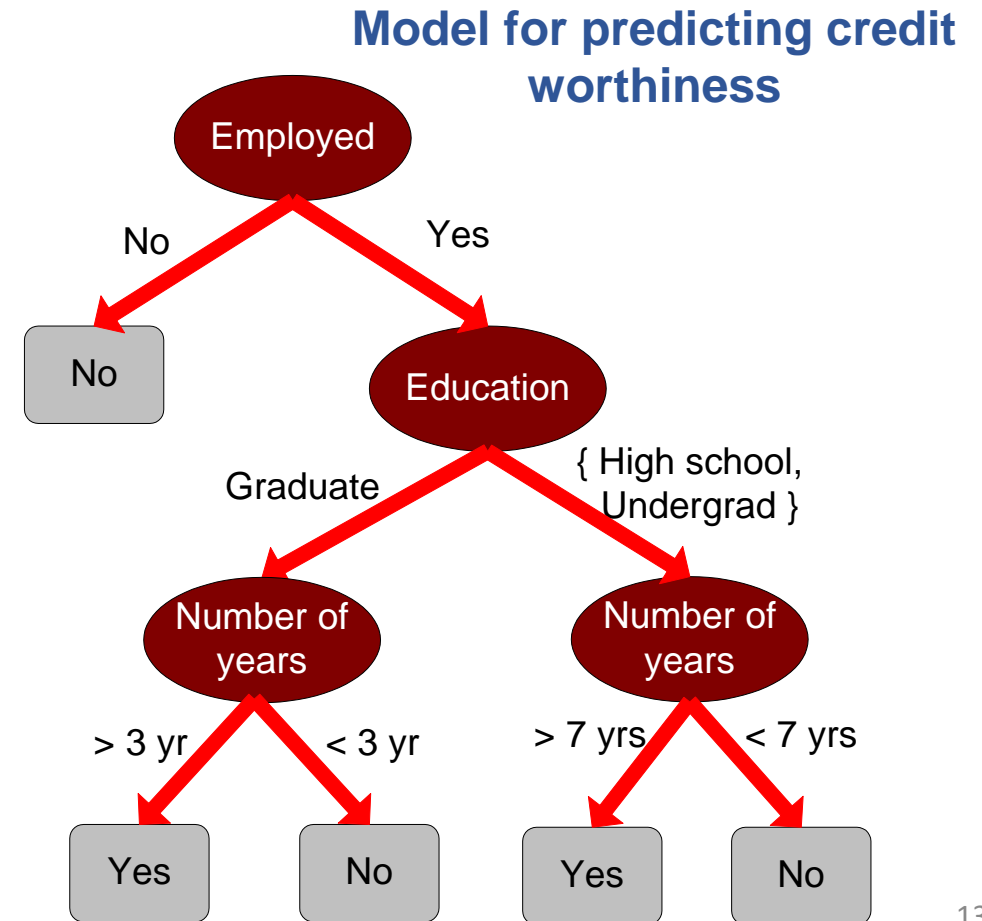 Model for predicting credit
worthiness
Employed
No
Yes
No
Education
Graduate
{ High school,
Undergrad }
Number of
years
Number of
years
> 3 yr
< 3 yr
> 7 yrs
< 7 yrs
Yes
No
Yes
No